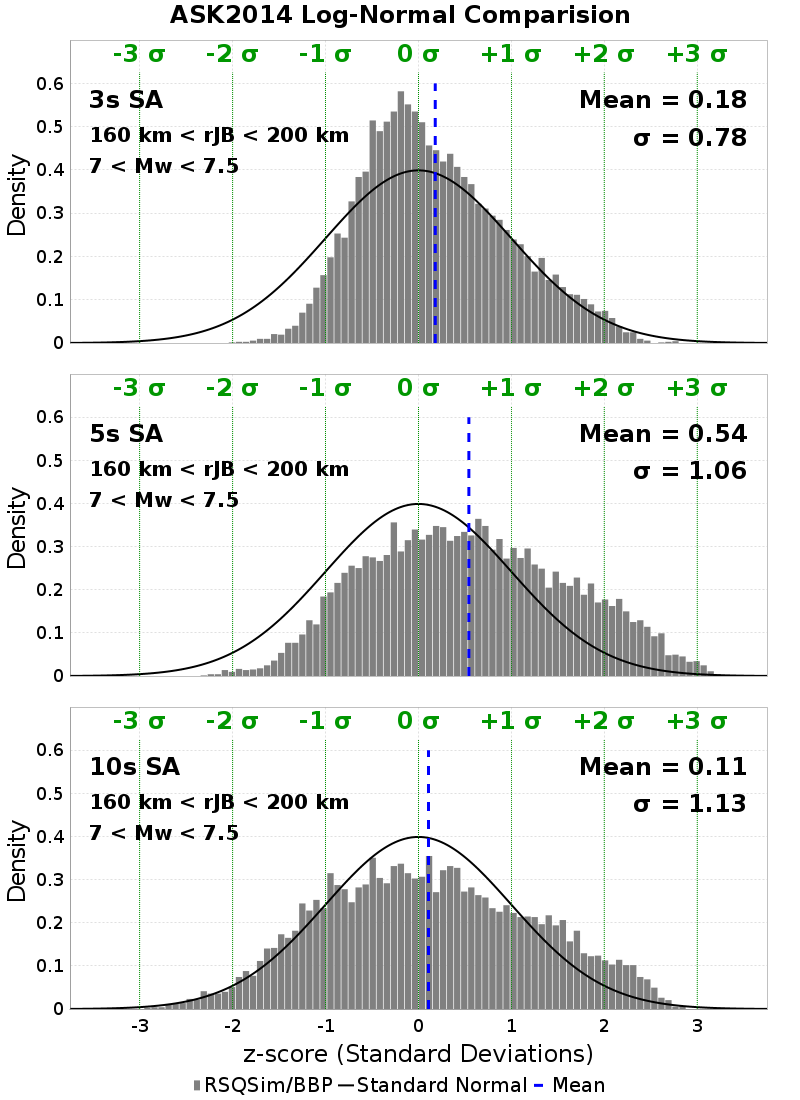 ASK2014 Log-Normal Comparision
-3 σ -2 σ -1 σ 0 σ +1 σ +2 σ +3 σ
3s SA
160 km < rJB < 200 km
7 < Mw < 7.5
Mean = 0.18
σ = 0.78
0.6
0.5
0.4
0.3
0.2
0.1
0
Density
-3 σ -2 σ -1 σ 0 σ +1 σ +2 σ +3 σ
5s SA
160 km < rJB < 200 km
7 < Mw < 7.5
Mean = 0.54
σ = 1.06
0.6
0.5
0.4
0.3
0.2
0.1
0
Density
-3 σ -2 σ -1 σ 0 σ +1 σ +2 σ +3 σ
10s SA
160 km < rJB < 200 km
7 < Mw < 7.5
Mean = 0.11
σ = 1.13
0.6
0.5
0.4
0.3
0.2
0.1
0
Density
-3 -2 -1 0 1 2 3
z-score (Standard Deviations)
RSQSim/BBP Standard Normal Mean